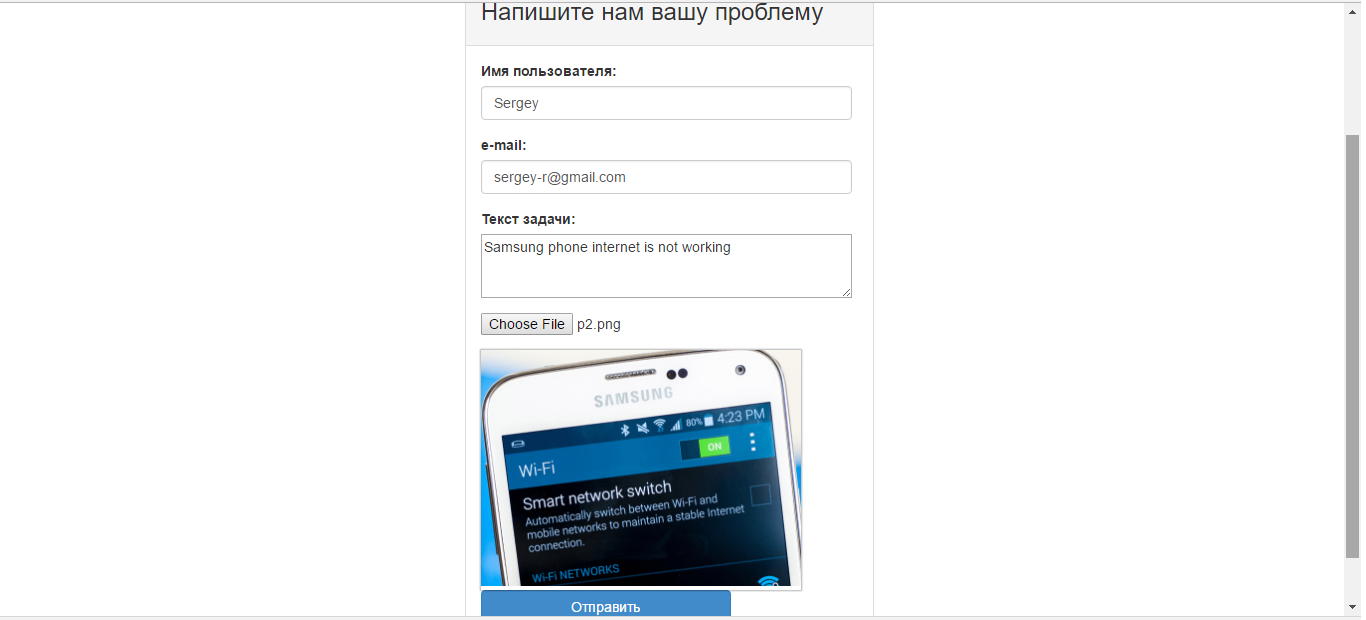 Напишите нам вашу проблему
Имя пользователя:
Sergey
e-mail:
sergey-r@gmail.com
Текст задачи:
Samsung phone internet is not working
Choose File p2.png
SAMSUNG
80% 4:23 PM
Wi-Fi ON
Smart network switch
Automatically switch between Wi-Fi and
mobile networks to maintain a stable Internet
connection.
Wi-Fi NETWORKS
Отправить